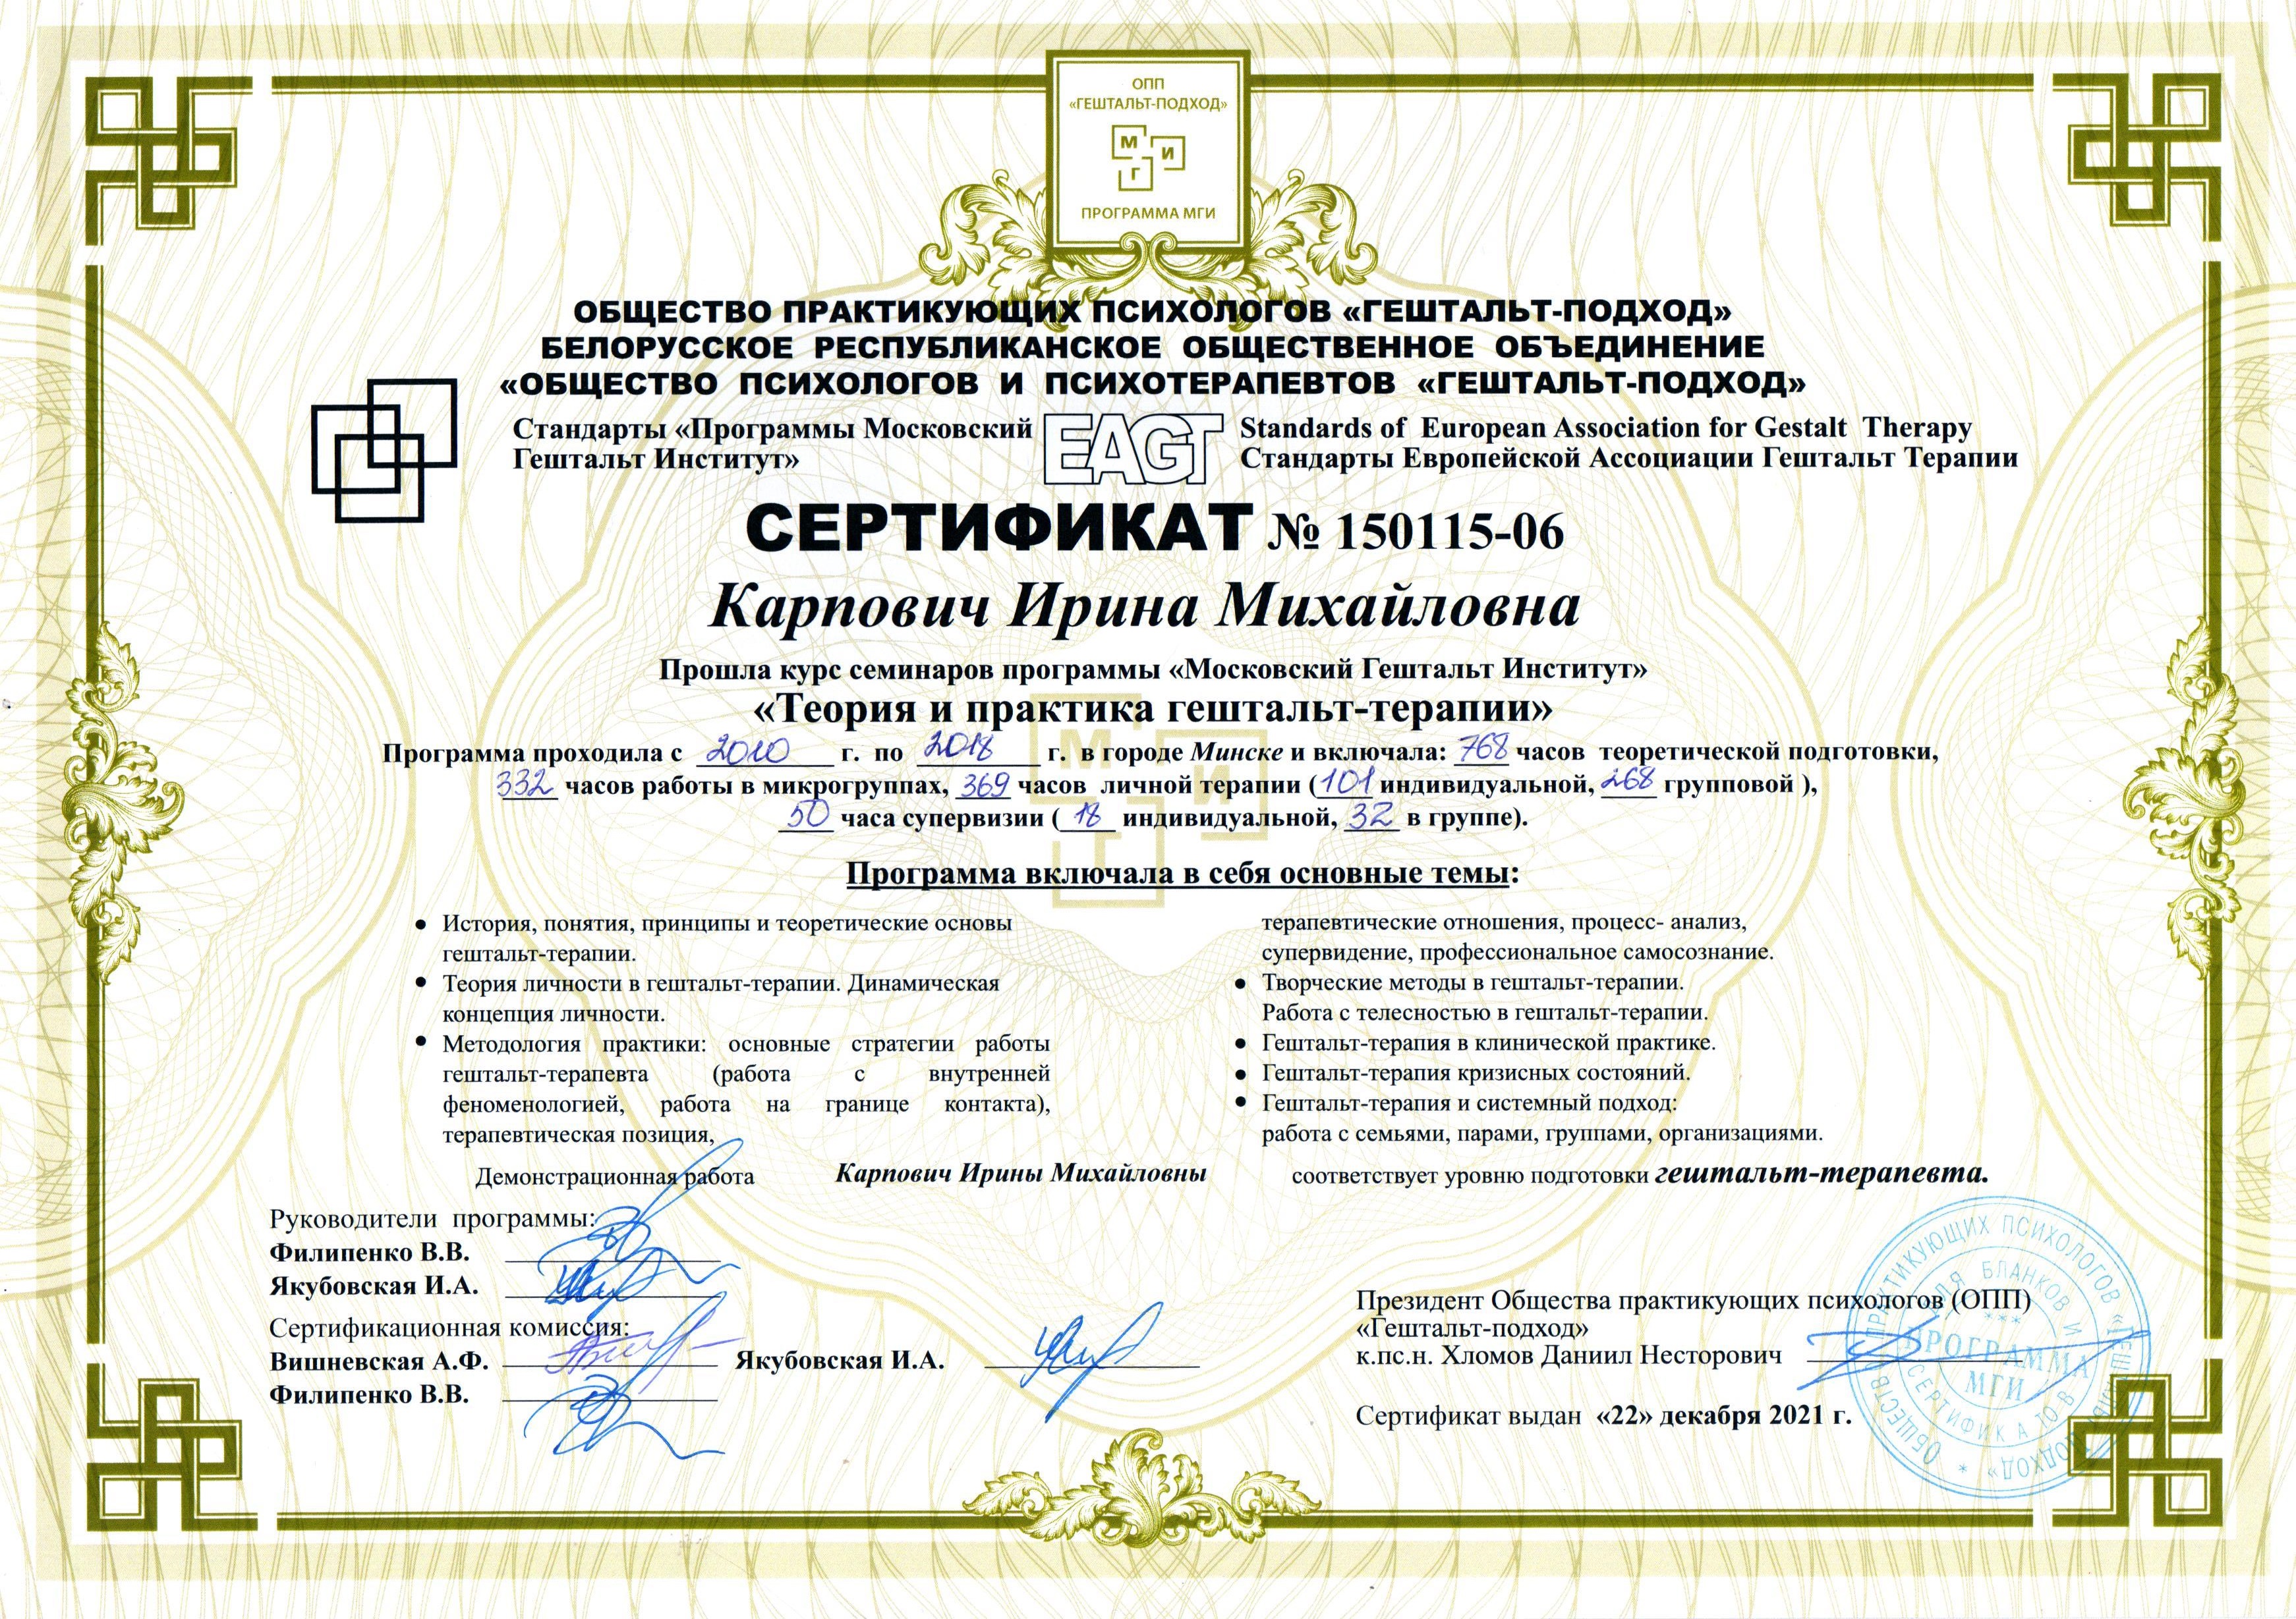 ОПП
«ГЕШТАЛЬТ-ПОДХОД»
М
И
Г
ПРОГРАММА МГИ
ОБЩЕСТВО ПРАКТИКУЮЩИХ ПСИХОЛОГОВ «ГЕШТАЛЬТ-ПОДХОД»
БЕЛОРУССКОЕ РЕСПУБЛИКАНСКОЕ ОБЩЕСТВЕННОЕ ОБЪЕДИНЕНИЕ
«ОБЩЕСТВО ПСИХОЛОГОВ И ПСИХОТЕРАПЕВТОВ «ГЕШТАЛЬТ-ПОДХОД»
Стандарты «Программы Московский
Гештальт Институт»
EAGT
Standards of European Association for Gestalt Therapy
Стандарты Европейской Ассоциации Гештальт Терапии
СЕРТИФИКАТ № 150115-06
Карпович Ирина Михайловна
Прошла курс семинаров программы «Московский Гештальт Институт»
«Теория и практика гештальт-терапии»
Программа проходила с 2010 г. по 2018 г. в городе Минске и включала: 768 часов теоретической подготовки,
332 часов работы в микрогруппах, 369 часов личной терапии (101 индивидуальной, 268 групповой ),
50 часа супервизии ( 18 индивидуальной, 32 в группе).
Программа включала в себя основные темы:
• История, понятия, принципы и теоретические основы
гештальт-терапии.
• Теория личности в гештальт-терапии. Динамическая
концепция личности.
• Методология практики: основные стратегии работы
гештальт-терапевта (работа с внутренней
феноменологией, работа на границе контакта),
терапевтическая позиция,
терапевтические отношения, процесс- анализ,
супервидение, профессиональное самосознание.
• Творческие методы в гештальт-терапии.
Работа с телесностью в гештальт-терапии.
• Гештальт-терапия в клинической практике.
• Гештальт-терапия кризисных состояний.
• Гештальт-терапия и системный подход:
работа с семьями, парами, группами, организациями.
Демонстрационная работа Карпович Ирины Михайловны соответствует уровню подготовки гештальт-терапевта.
Руководители программы:
Филипенко В.В.
Якубовская И.А.
Сертификационная комиссия:
Вишневская А.Ф. Якубовская И.А.
Филипенко В.В.
Президент Общества практикующих психологов (ОПП)
«Гештальт-подход»
к.пс.н. Хломов Даниил Несторович
Сертификат выдан «22» декабря 2021 г.
ОБЩЕСТВО ПРАКТИКУЮЩИХ ПСИХОЛОГОВ «ГЕШТАЛЬТ-ПОДХОД» *
ДЛЯ БЛАНКОВ И СЕРТИФИКАТОВ
***
ПРОГРАММА
МГИ